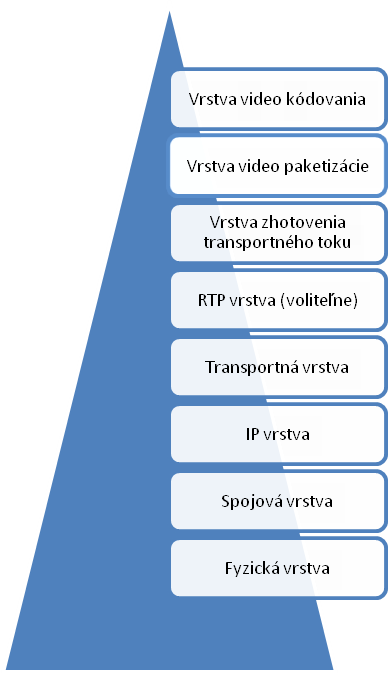 Vrstva video kódovania
Vrstva video paketizácie
Vrstva zhotovenia
transportného toku
RTP vrstva (voliteľne)
Transportná vrstva
IP vrstva
Spojová vrstva
Fyzická vrstva